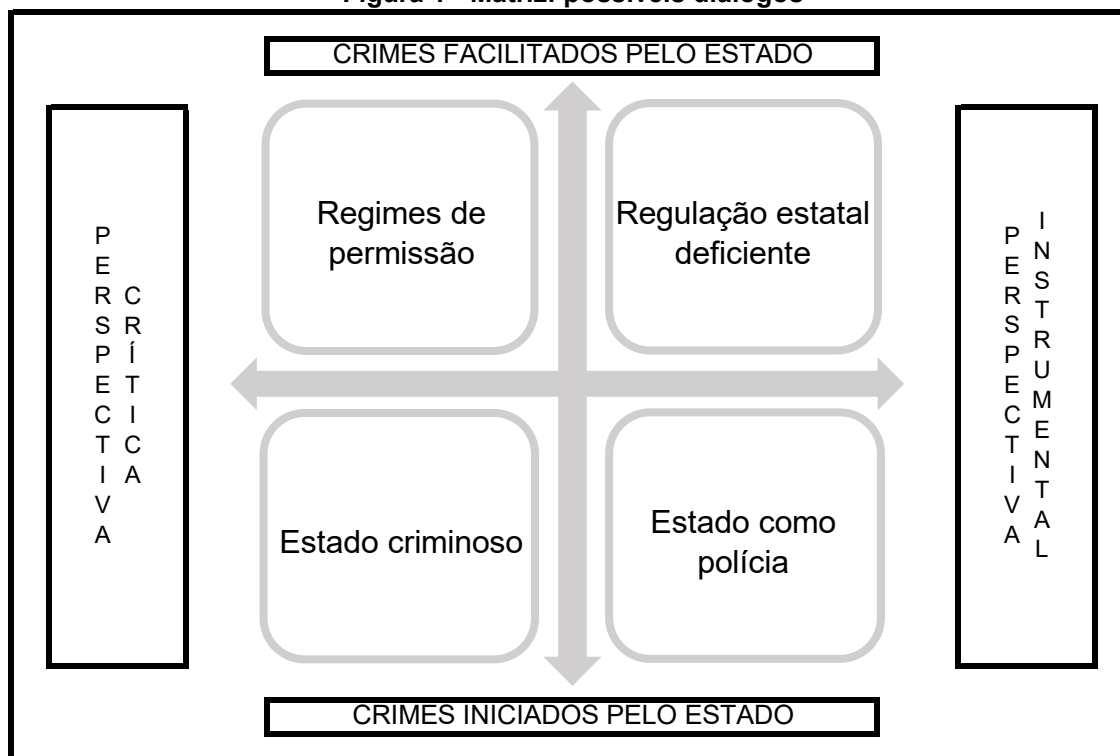 Figura 1 - Matriz: possíveis diálogos
CRIMES FACILITADOS PELO ESTADO
PERSPECTIVA
CRÍTICA
Regimes de
permissão
Regulação estatal
deficiente
Estado criminoso
Estado como
polícia
PERSPECTIVA
INSTRUMENTAL
CRIMES INICIADOS PELO ESTADO